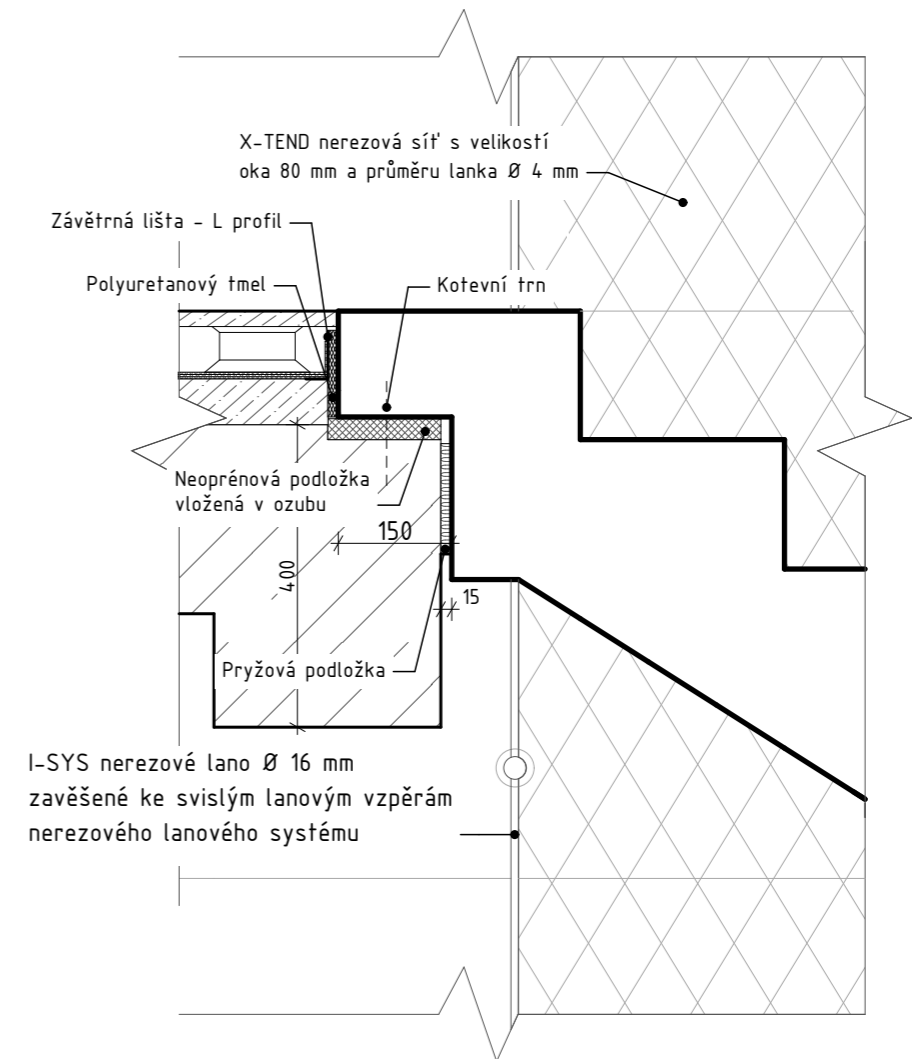 X-TEND nerezová síť s velikostí
oka 80 mm a průměru lanka Ø 4 mm
Závětrná lišta - L profil
Polyuretanový tmel
Kotevní trn
Neoprénová podložka
vložená v ozubu
150
400
15
Pryžová podložka
I-SYS nerezové lano Ø 16 mm
zavěšené ke svislým lanovým vzpěrám
nerezového lanového systému